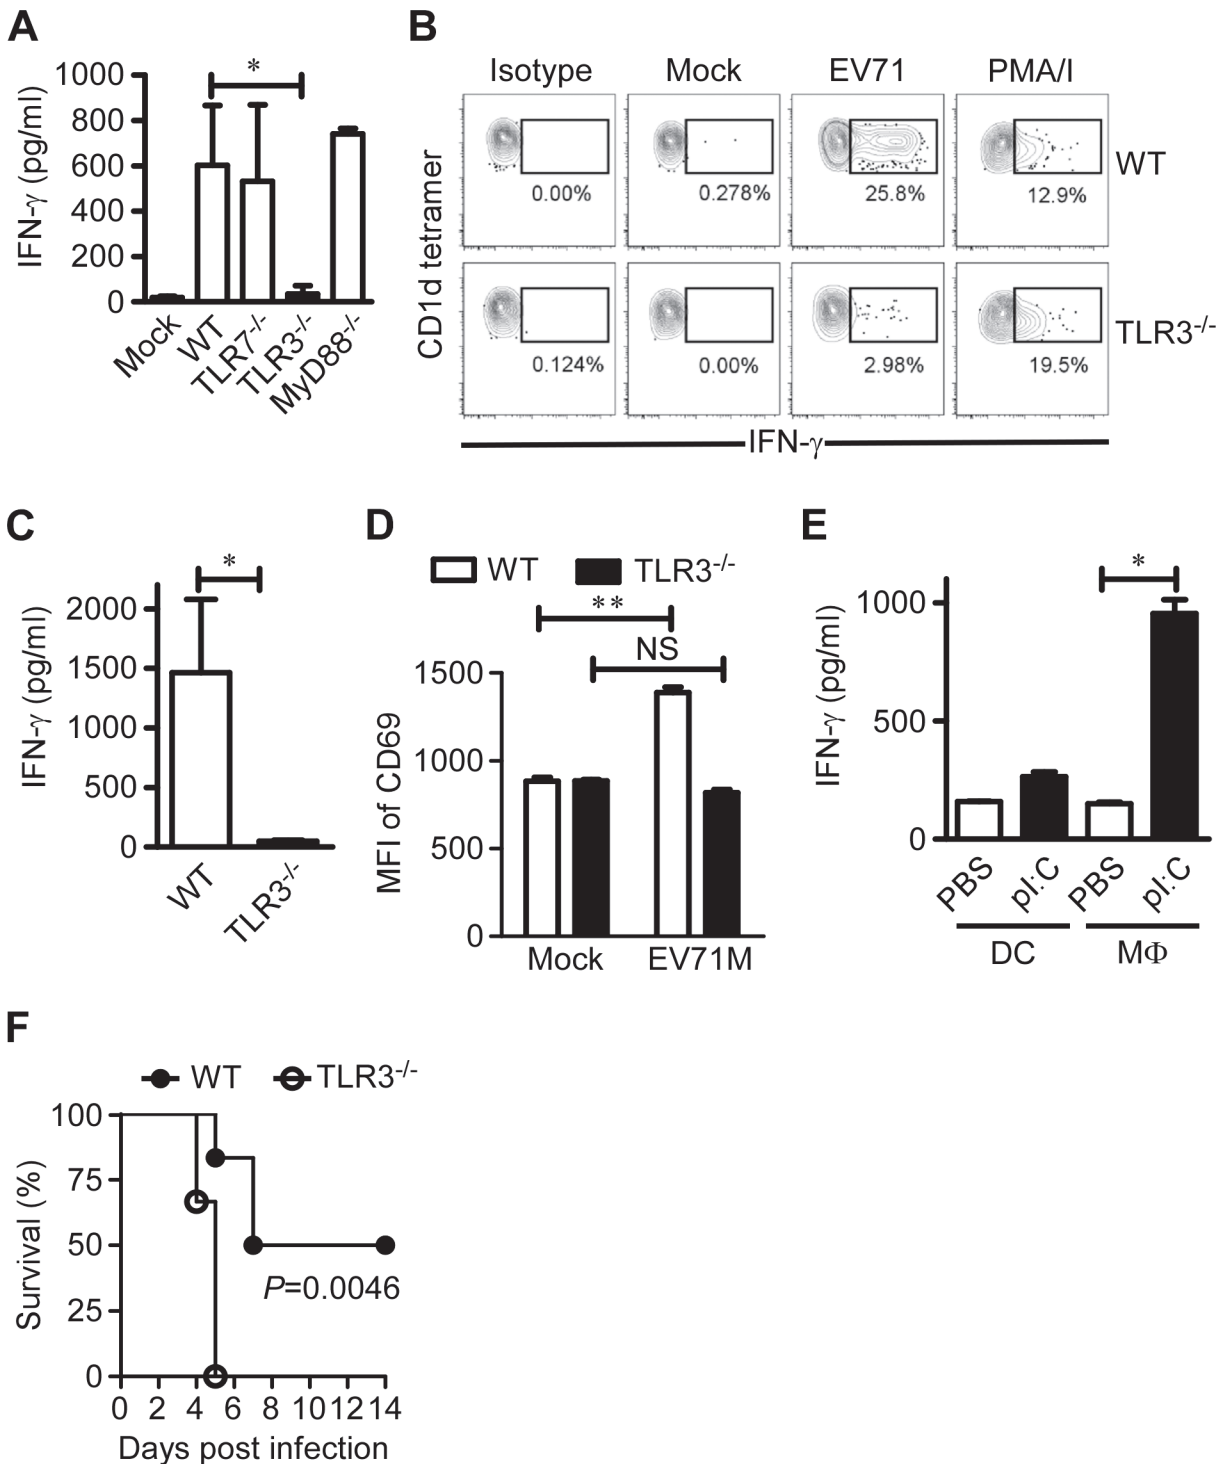 A
IFN-γ (pg/ml)
1000
800
600
400
200
0
*
Mock
WT
TLR7-/-
TLR3-/-
MyD88-/-
B
Isotype Mock EV71 PMA/I
CD1d tetramer
0.00% 0.278% 25.8% 12.9%
WT
0.124% 0.00% 2.98% 19.5%
TLR3-/-
IFN-γ
C
IFN-γ (pg/ml)
2000
1500
1000
500
0
*
WT
TLR3-/-
D
WT TLR3-/-
**
NS
MFI of CD69
1500
1000
500
0
Mock EV71M
E
IFN-γ (pg/ml)
1000
500
0
*
PBS
pI:C
PBS
pI:C
DC MΦ
F
WT TLR3-/-
Survival (%)
100
75
50
25
0
P=0.0046
0 2 4 6 8 10 12 14
Days post infection